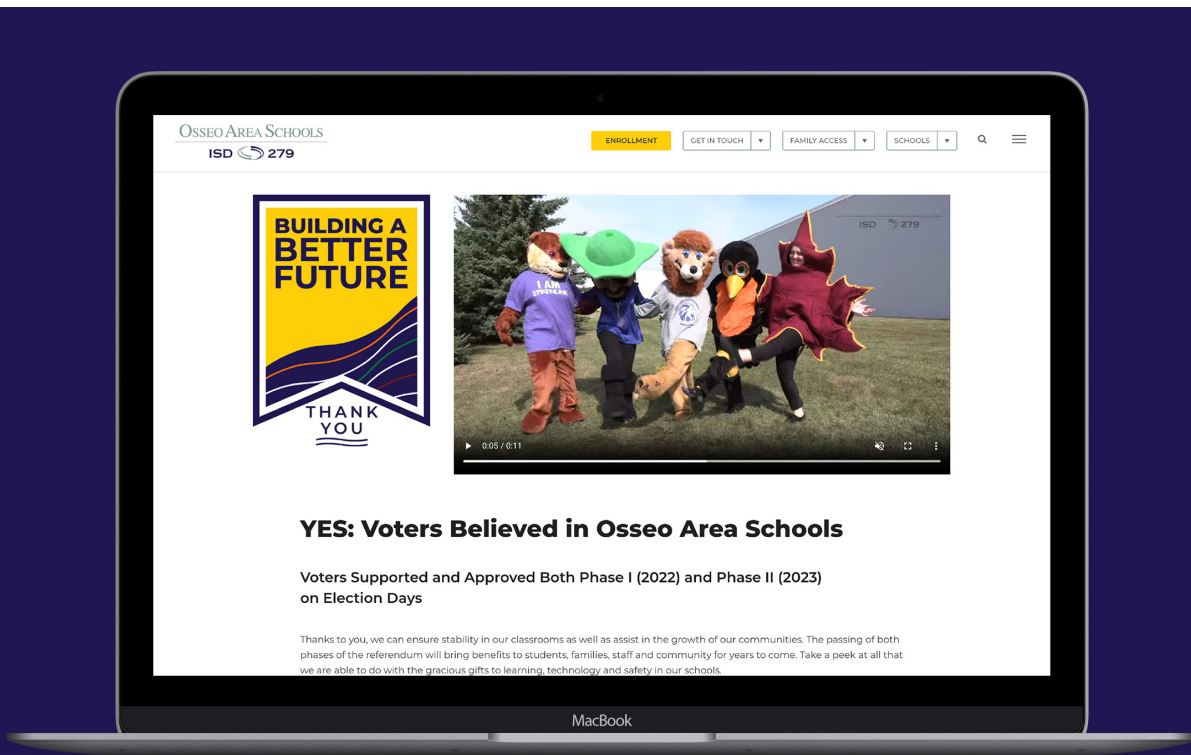 OSSEO AREA SCHOOLS
ISD 279
ENROLLMENT
GET IN TOUCH
FAMILY ACCESS
SCHOOLS
BUILDING A
BETTER
FUTURE
THANK
YOU
ISD 279
I AM
0:05 / 0:11
YES: Voters Believed in Osseo Area Schools
Voters Supported and Approved Both Phase I (2022) and Phase II (2023)
on Election Days
Thanks to you, we can ensure stability in our classrooms as well as assist in the growth of our communities. The passing of both
phases of the referendum will bring benefits to students, families, staff and community for years to come. Take a peek at all that
we are able to do with the gracious gifts to learning, technology and safety in our schools.
MacBook